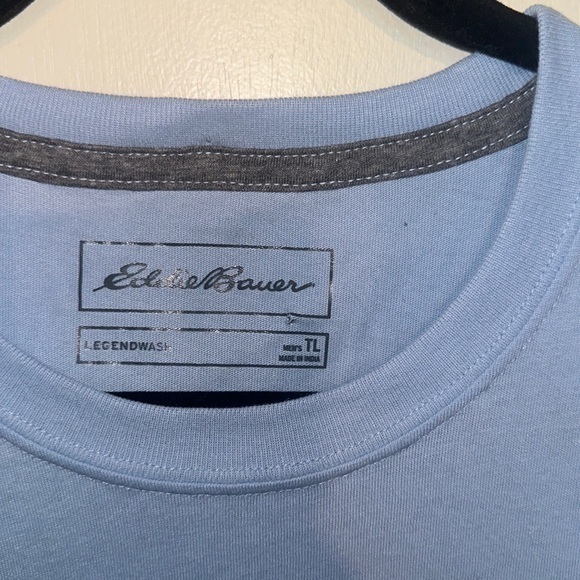 Eddie Bauer
LEGENDWASH
MEN'S TL
MADE IN INDIA